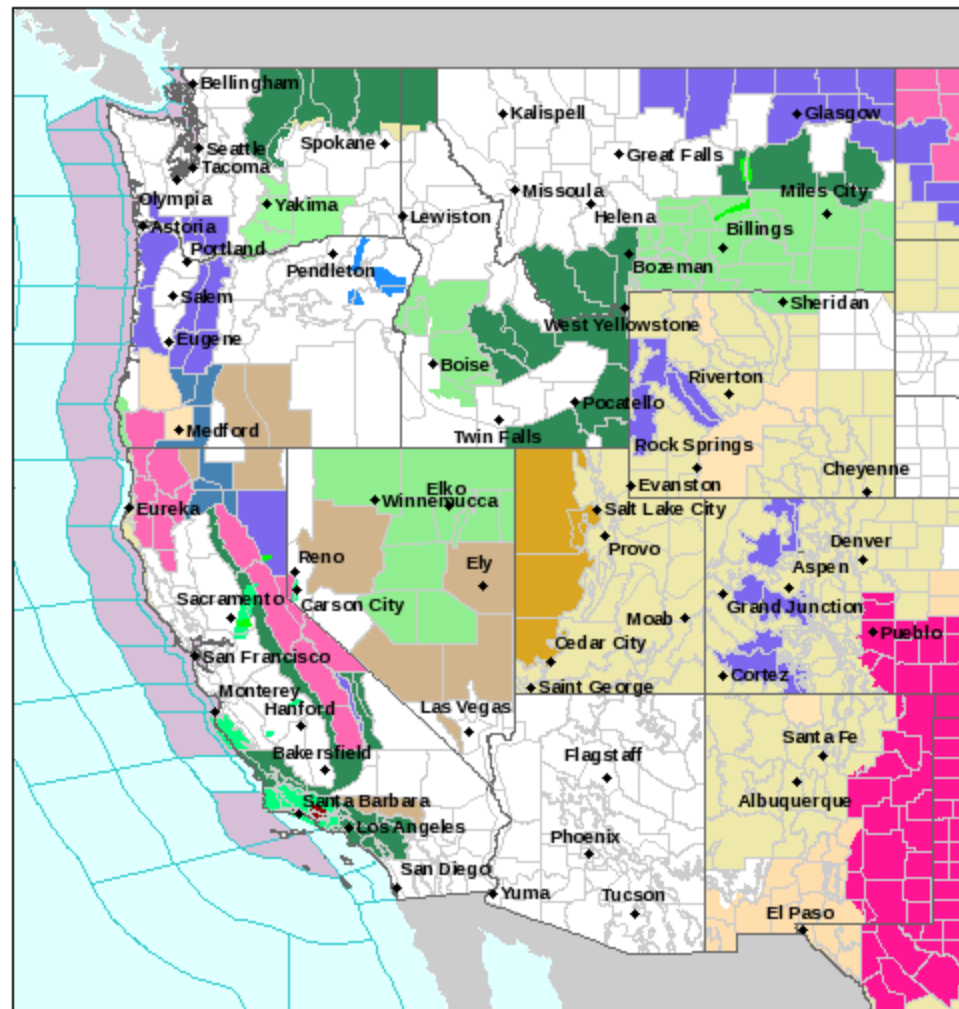 Bellingham
Kalispell
Glasgow
Seattle
Spokane
Great Falls
Tacoma
Olympia
Missoula
Miles City
Yakima
Lewiston
Helena
Astoria
Billings
Portland
Pendleton
Bozeman
Salem
Sheridan
West Yellowstone
Eugene
Boise
Riverton
Pocatello
Medford
Twin Falls
Rock Springs
Cheyenne
Elko
Evanston
Winnemucca
Eureka
Salt Lake City
Provo
Denver
Reno
Ely
Aspen
Sacramento
Carson City
Grand Junction
Moab
Pueblo
Cedar City
San Francisco
Cortez
Monterey
Saint George
Hanford
Las Vegas
Santa Fe
Bakersfield
Flagstaff
Santa Barbara
Albuquerque
Los Angeles
Phoenix
San Diego
Yuma
Tucson
El Paso